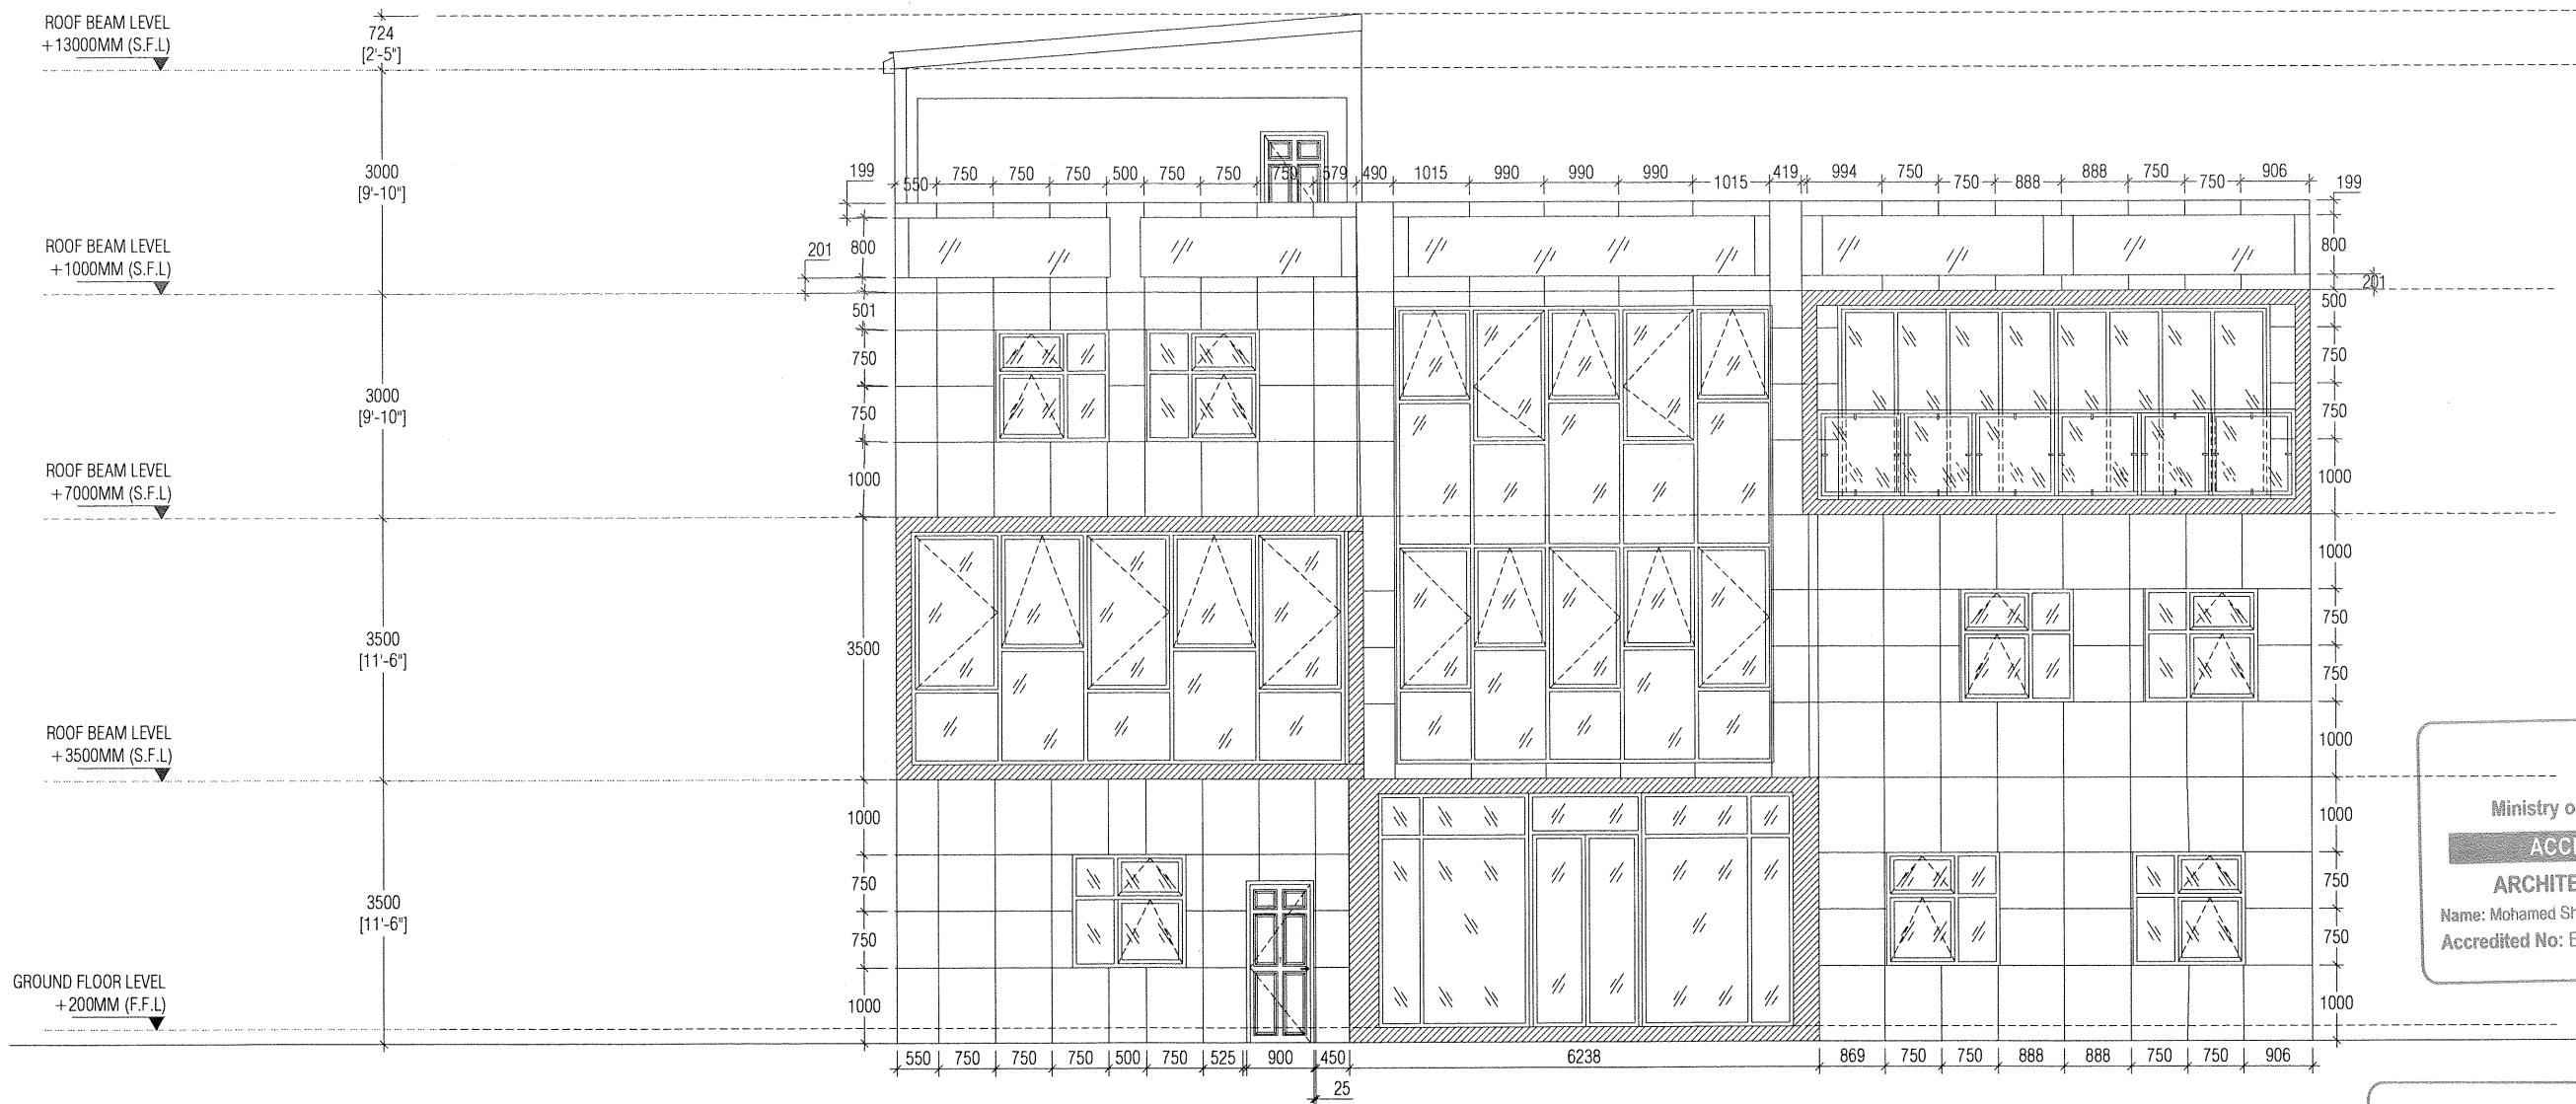 ROOF BEAM LEVEL
+13000MM (S.F.L)
724
[2'-5"]
3000
[9'-10"]
ROOF BEAM LEVEL
+1000MM (S.F.L)
3000
[9'-10"]
ROOF BEAM LEVEL
+7000MM (S.F.L)
3500
[11'-6"]
ROOF BEAM LEVEL
+3500MM (S.F.L)
3500
[11'-6"]
GROUND FLOOR LEVEL
+200MM (F.F.L)
199
550 750 750 750 500 750 750 750 579 490 1015 990 990 990 1015 419 994 750 750 888 888 750 750 906
199
201
800
501
750
750
1000
3500
1000
750
750
1000
800
201
500
750
750
1000
1000
750
750
1000
1000
750
750
1000
550 750 750 750 500 750 525 900 450 6238 869 750 750 888 888 750 750 906
25
Ministry o
ACC
ARCHITE
Name: Mohamed Sh
Accredited No: E